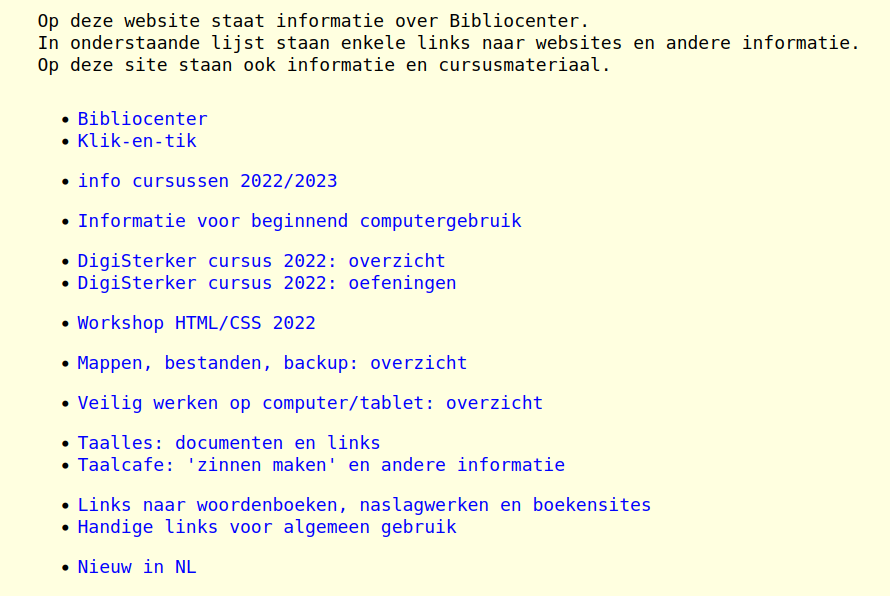 Op deze website staat informatie over Bibliocenter.
In onderstaande lijst staan enkele links naar websites en andere informatie.
Op deze site staan ook informatie en cursusmateriaal.
• Bibliocenter
• Klik-en-tik
• info cursussen 2022/2023
• Informatie voor beginnend computergebruik
• DigiSterker cursus 2022: overzicht
• DigiSterker cursus 2022: oefeningen
• Workshop HTML/CSS 2022
• Mappen, bestanden, backup: overzicht
• Veilig werken op computer/tablet: overzicht
• Taalles: documenten en links
• Taalcafe: 'zinnen maken' en andere informatie
• Links naar woordenboeken, naslagwerken en boekensites
• Handige links voor algemeen gebruik
• Nieuw in NL